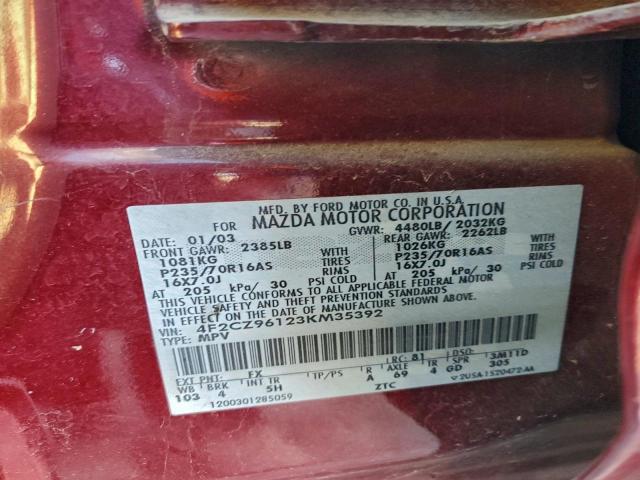 MFD. BY FORD MOTOR CO. IN U.S.A.
FOR MAZDA MOTOR CORPORATION
DATE: 01/03 GVWR: 4480LB/ 2032KG
FRONT GAWR: 2385LB REAR GAWR: 2262LB
1081KG 1026KG
P235/70R16AS TIRES P235/70R16AS TIRES
16X7.0J RIMS 16X7.0J RIMS
AT 205 kPa/ 30 PSI COLD AT 205 kPa/ 30 PSI COLD
THIS VEHICLE CONFORMS TO ALL APPLICABLE FEDERAL MOTOR
VEHICLE SAFETY AND THEFT PREVENTION STANDARDS
IN EFFECT ON THE DATE OF MANUFACTURE SHOWN ABOVE.
VIN: 4F2CZ96123KM35392
TYPE: MPV
EXT PNT: FX RC: 81 DSO:
WB BRK INT TR TP/PS R AXLE TR SPR 3M11D
103 4 5H A 69 4 GD 305
1200301285059 ZTC